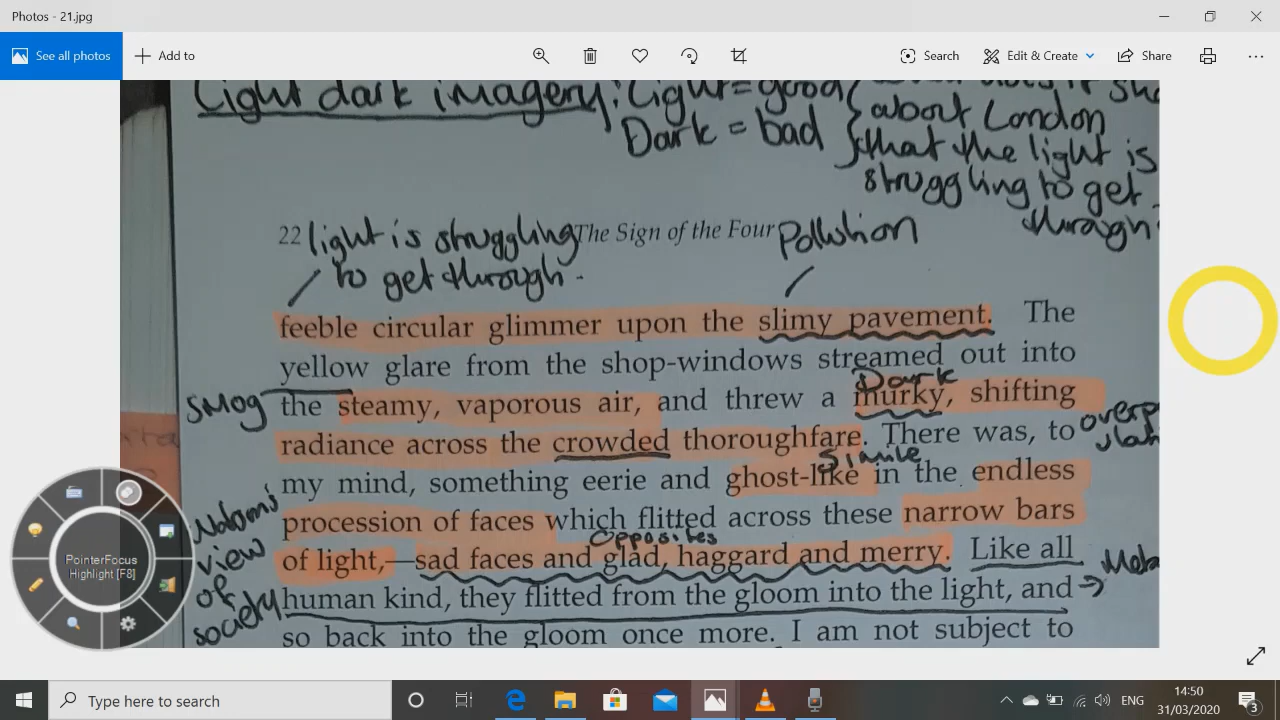 Photos - 21.jpg
See all photos
Add to
Search
Edit & Create
Share
Light dark imagery: Light = good
Dark = bad
about London
that the light is
struggling to get
through
22
light is struggling
to get through.
The Sign of the Four
Pollution
feeble circular glimmer upon the slimy pavement. The
yellow glare from the shop-windows streamed out into
Dark
Smog
the steamy, vaporous air, and threw a murky, shifting
radiance across the crowded thoroughfare. There was, to
Simile
my mind, something eerie and ghost-like in the endless
procession of faces which flitted across these narrow bars
Opposites
of light,—sad faces and glad, haggard and merry. Like all
view
of
society
human kind, they flitted from the gloom into the light, and
so back into the gloom once more. I am not subject to
PointerFocus
Highlight [F8]
Type here to search
ENG
14:50
31/03/2020
3